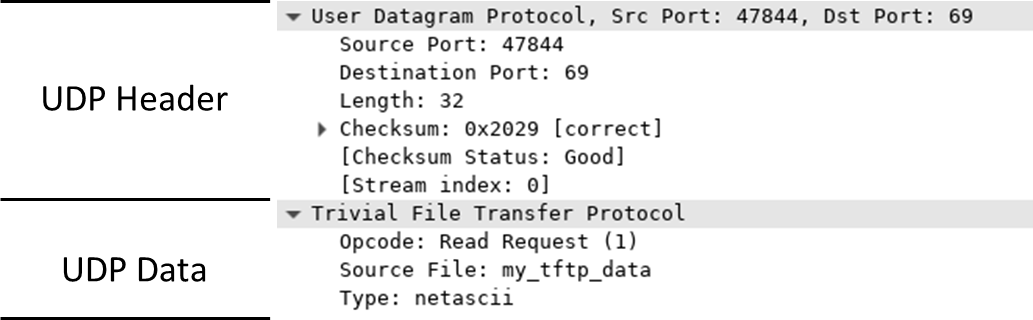 UDP Header
User Datagram Protocol, Src Port: 47844, Dst Port: 69
Source Port: 47844
Destination Port: 69
Length: 32
Checksum: 0x2029 [correct]
[Checksum Status: Good]
[Stream index: 0]
UDP Data
Trivial File Transfer Protocol
Opcode: Read Request (1)
Source File: my_tftp_data
Type: netascii